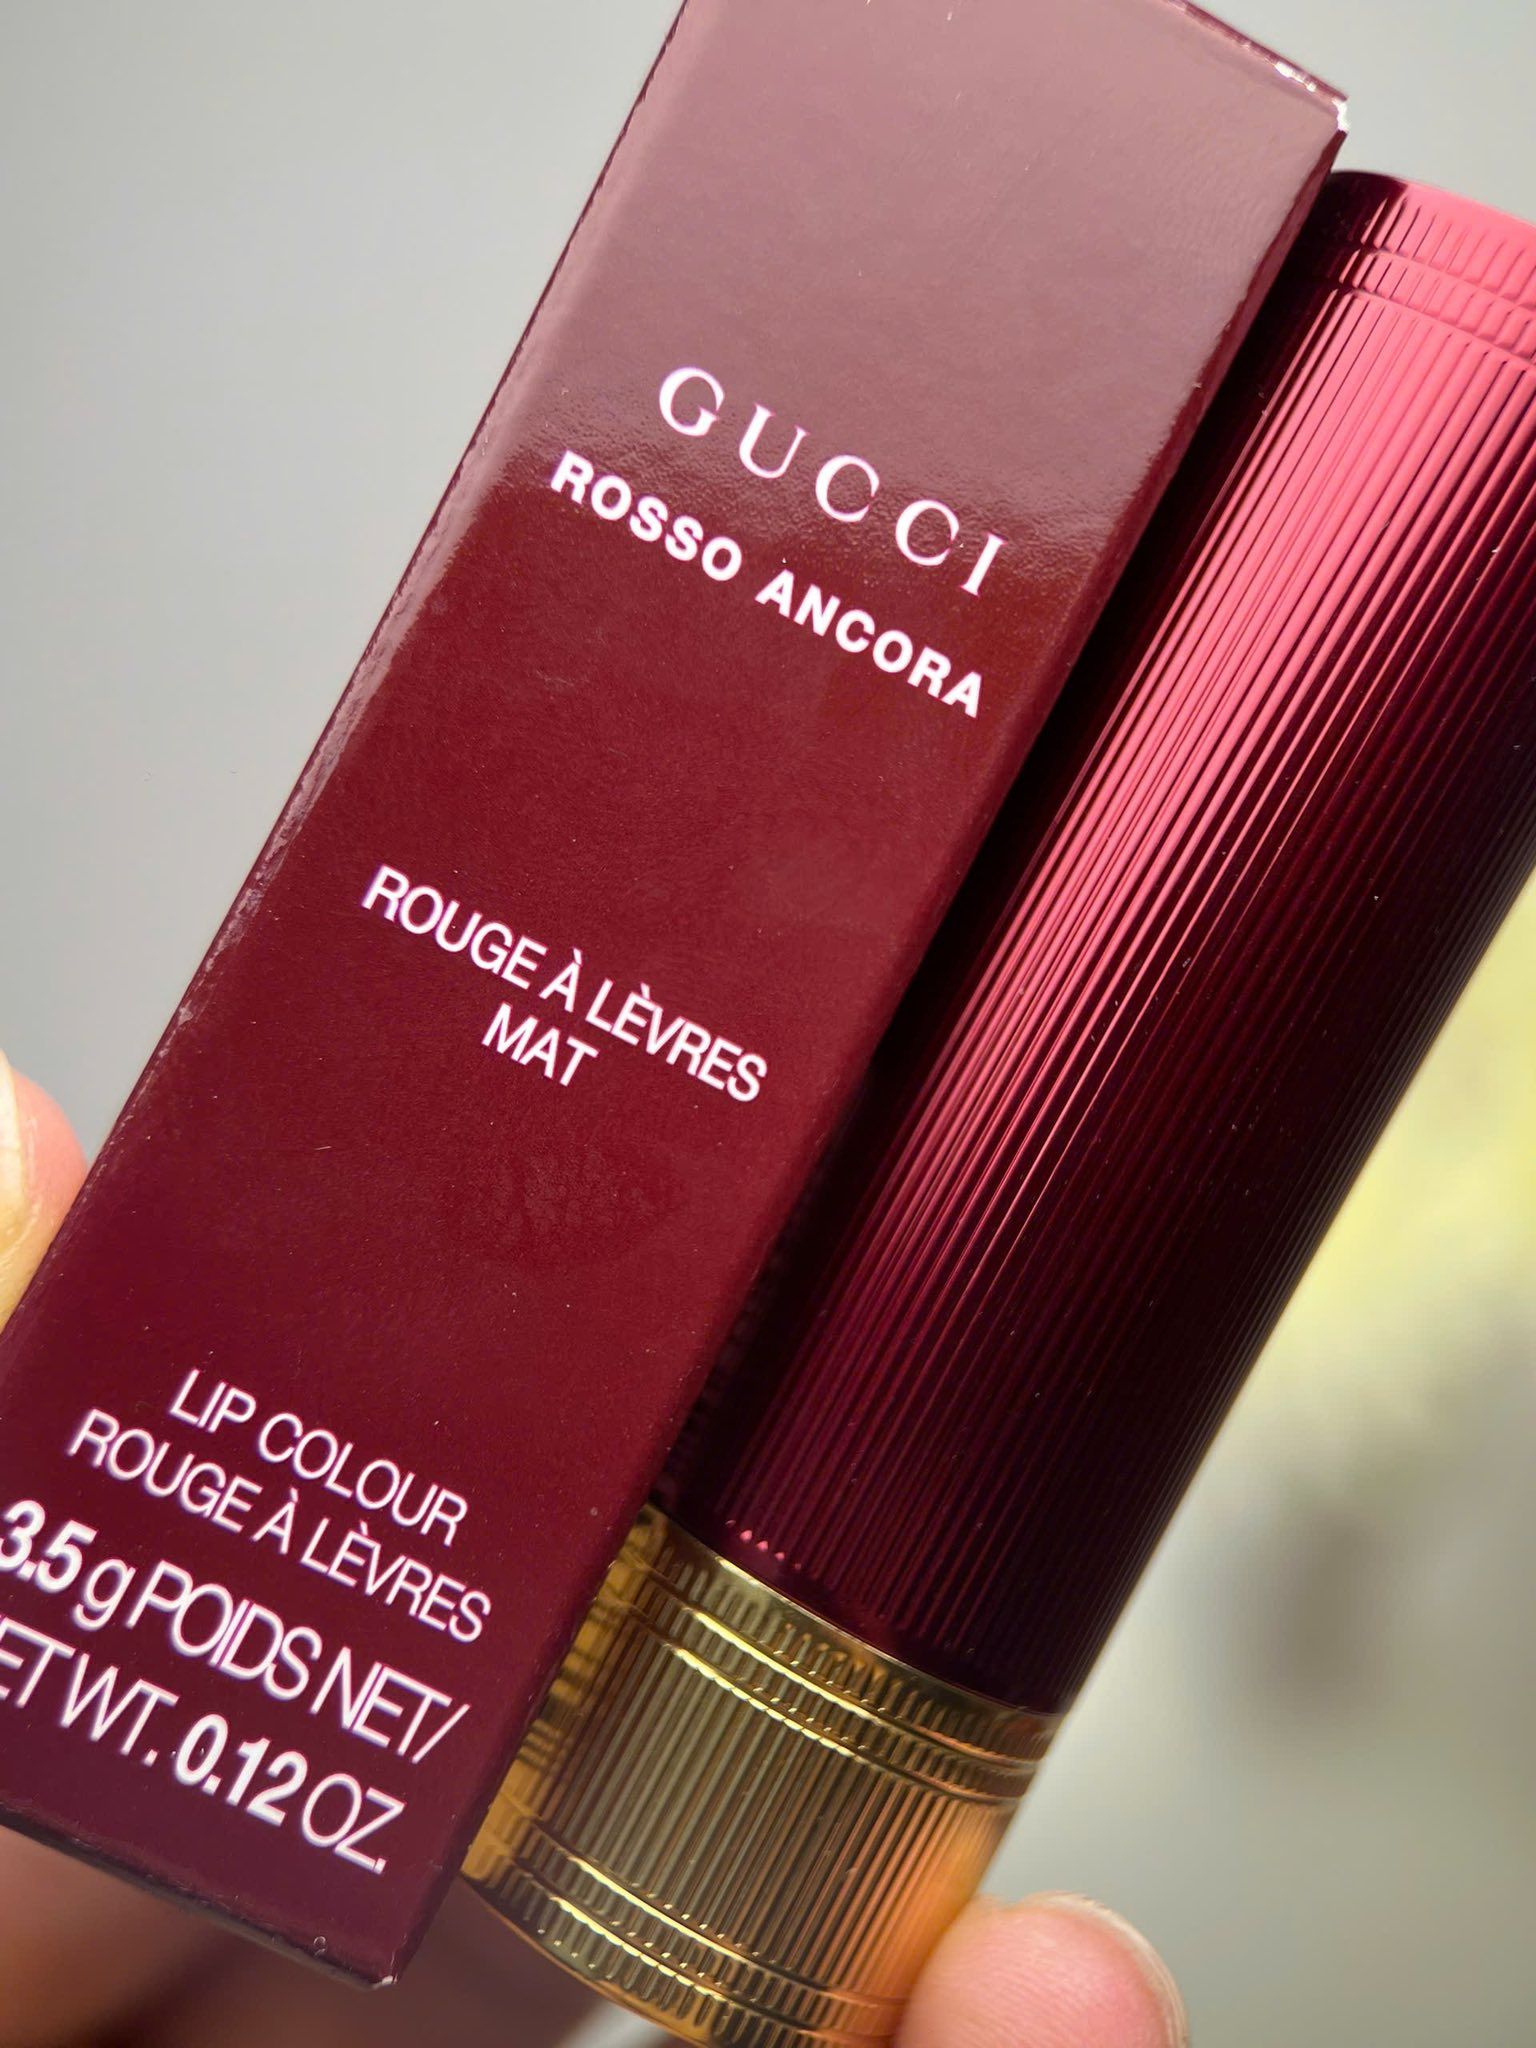 GUCCI
ROSSO ANCORA
ROUGE À LÈVRES
MAT
LIP COLOUR
ROUGE À LÈVRES
3.5 g POIDS NET/
ET WT. 0.12 OZ.